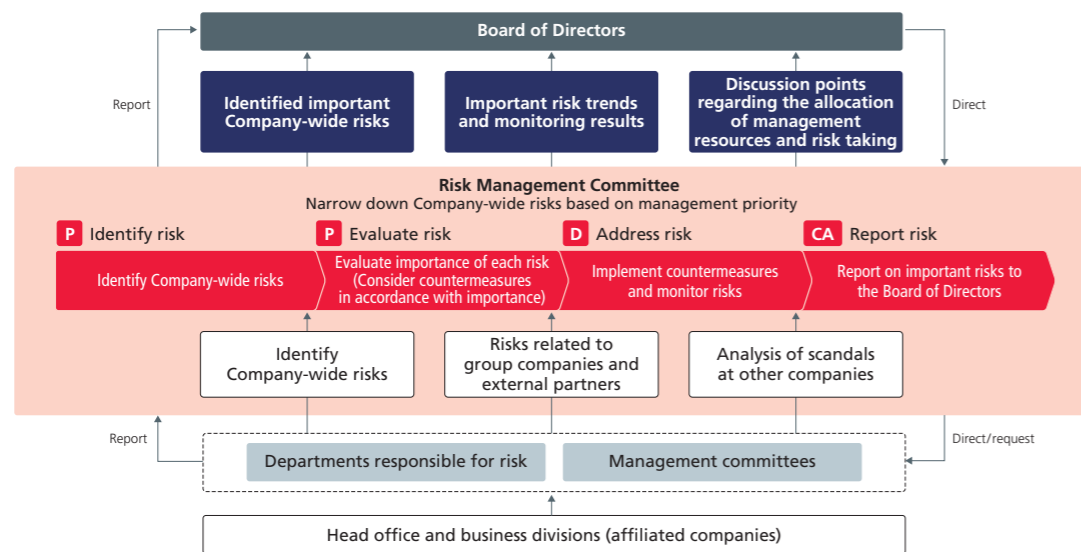 Board of Directors
Report
Identified important
Company-wide risks
Important risk trends
and monitoring results
Discussion points
regarding the allocation
of management
resources and risk taking
Direct
Risk Management Committee
Narrow down Company-wide risks based on management priority
P Identify risk
P Evaluate risk
D Address risk
CA Report risk
Identify Company-wide risks
Evaluate importance of each risk
(Consider countermeasures
in accordance with importance)
Implement countermeasures
and monitor risks
Report on important risks to
the Board of Directors
Identify
Company-wide risks
Risks related to
group companies and
external partners
Analysis of scandals
at other companies
Report
Direct/request
Departments responsible for risk
Management committees
Head office and business divisions (affiliated companies)